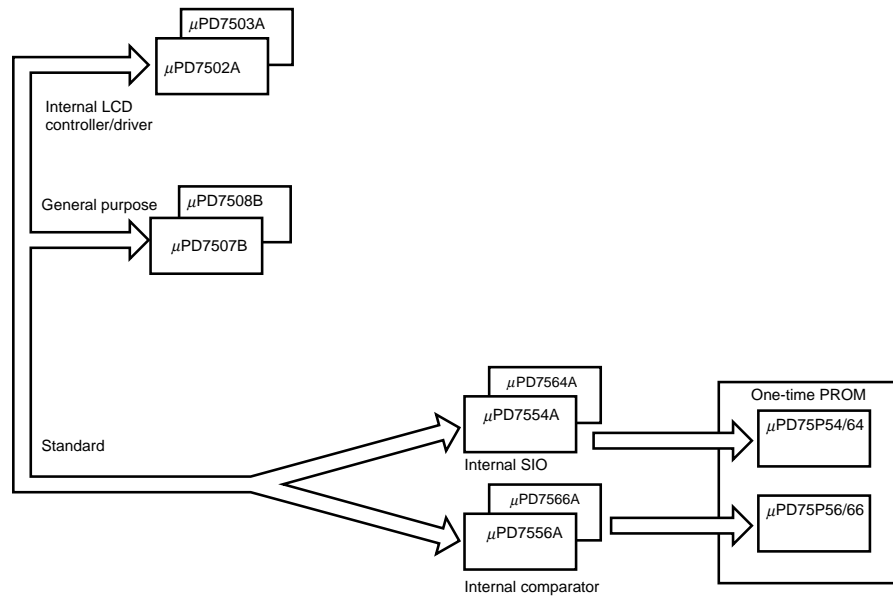 μPD7503A
μPD7502A
Internal LCD
controller/driver
General purpose
μPD7508B
μPD7507B
Standard
μPD7564A
μPD7554A
Internal SIO
μPD7566A
μPD7556A
Internal comparator
One-time PROM
μPD75P54/64
μPD75P56/66